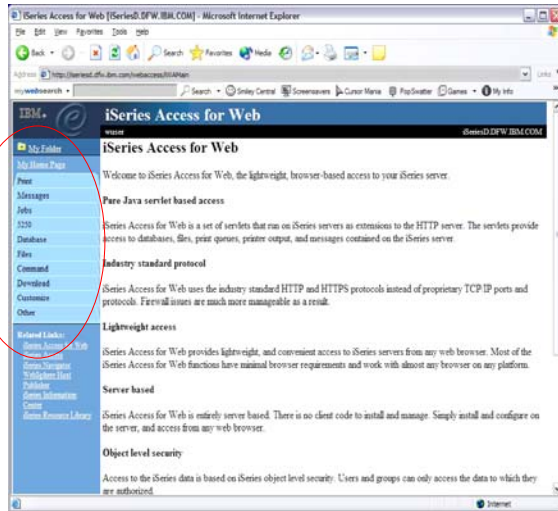 iSeries Access for Web [iSeriesD.DFW.IBM.COM] - Microsoft Internet Explorer
File Edit View Favorites Tools Help
Back Search Favorites Media
Address http://iseriesd.dfw.ibm.com/webaccess/iWAMain Links
mywebsearch Search Smiley Central Screensavers Cursor Mania PopSwatter Games My Info
IBM. iSeries Access for Web
wuser iSeriesD.DFW.IBM.COM
My Folder
My Home Page
Print
Messages
Jobs
5250
Database
Files
Command
Download
Customize
Other
Related Links:
iSeries Access for Web
iSeries Access
iSeries Navigator
WebSphere Host
Publisher
iSeries Information
Center
iSeries Resource Library
iSeries Access for Web
Welcome to iSeries Access for Web, the lightweight, browser-based access to your iSeries server.
Pure Java servlet based access
iSeries Access for Web is a set of servlets that run on iSeries servers as extensions to the HTTP server. The servlets provide
access to databases, files, print queues, printer output, and messages contained on the iSeries server.
Industry standard protocol
iSeries Access for Web uses the industry standard HTTP and HTTPS protocols instead of proprietary TCP/IP ports and
protocols. Firewall issues are much more manageable as a result.
Lightweight access
iSeries Access for Web provides lightweight, and convenient access to iSeries servers from any web browser. Most of the
iSeries Access for Web functions have minimal browser requirements and work with almost any browser on any platform.
Server based
iSeries Access for Web is entirely server based. There is no client code to install and manage. Simply install and configure on
the server, and access from any web browser.
Object level security
Access to the iSeries data is based on iSeries object level security. Users and groups can only access the data to which they
are authorized.
Internet